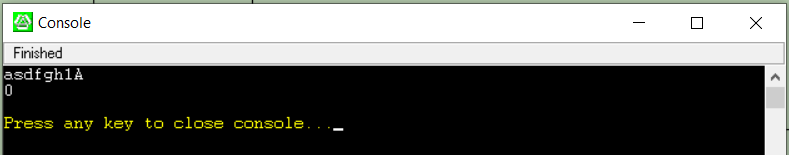 Console
Finished
asdfgh1A
0
Press any key to close console...